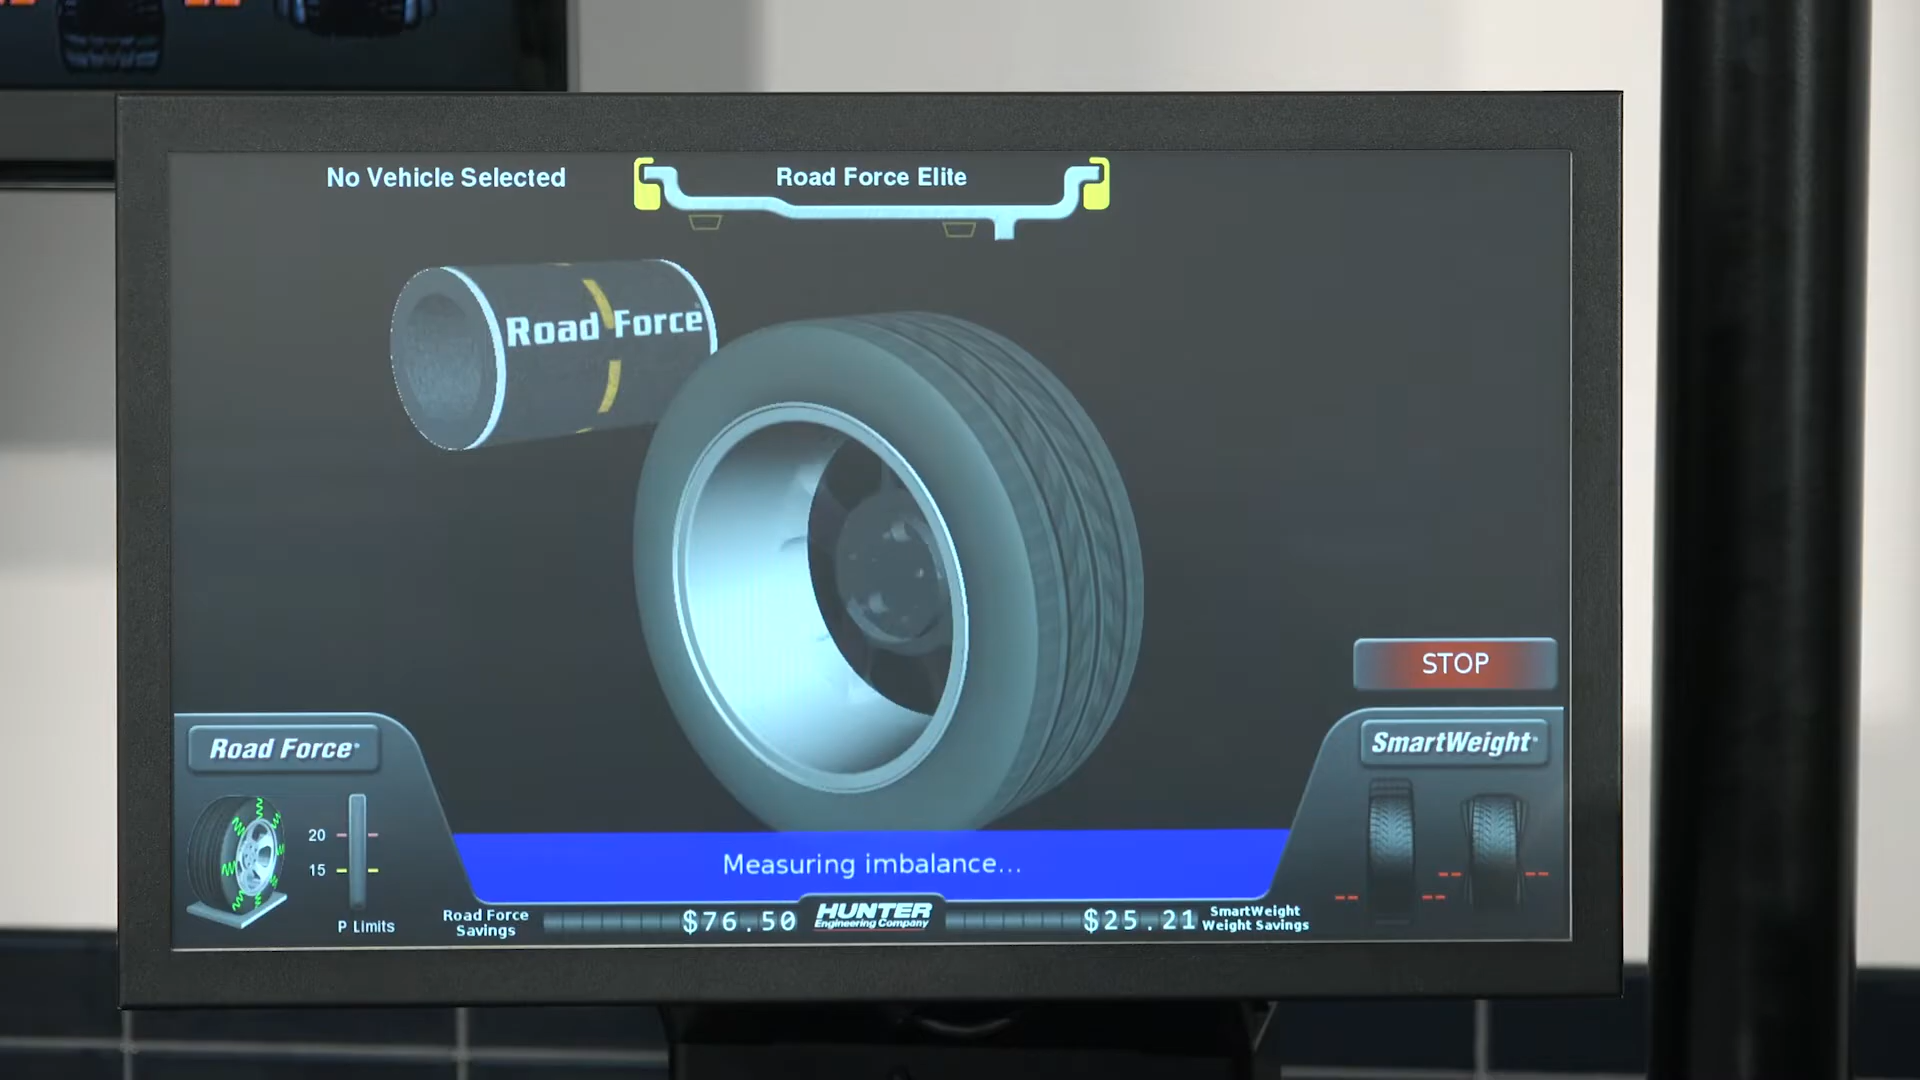 No Vehicle Selected
Road Force Elite
Road Force
STOP
Road Force®
SmartWeight
20
15
P Limits
Measuring imbalance...
Road Force
Savings
$76.50
HUNTER
Engineering Company
$25.21
SmartWeight
Weight Savings
-- --
-- --